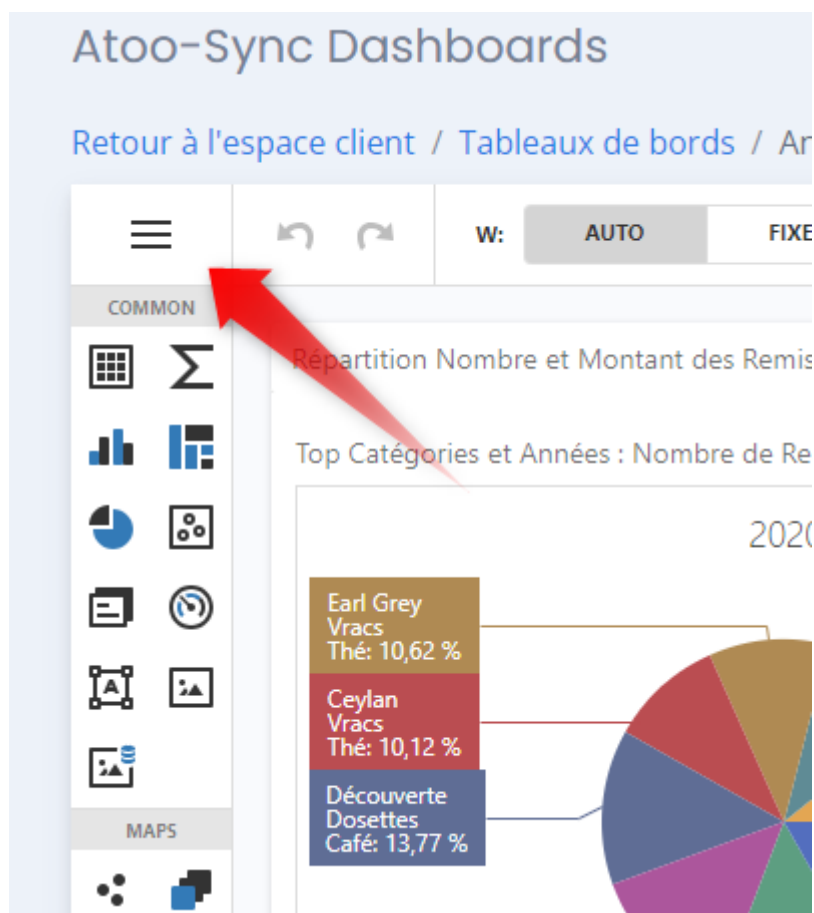 Atoo-Sync Dashboards
Retour à l'espace client / Tableaux de bords /
W: AUTO FIXE
COMMON
Répartition Nombre et Montant des Remis
Top Catégories et Années : Nombre de Re
2020
Earl Grey
Vracs
Thé: 10,62 %
Ceylan
Vracs
Thé: 10,12 %
Découverte
Dosettes
Café: 13,77 %
A
MAPS